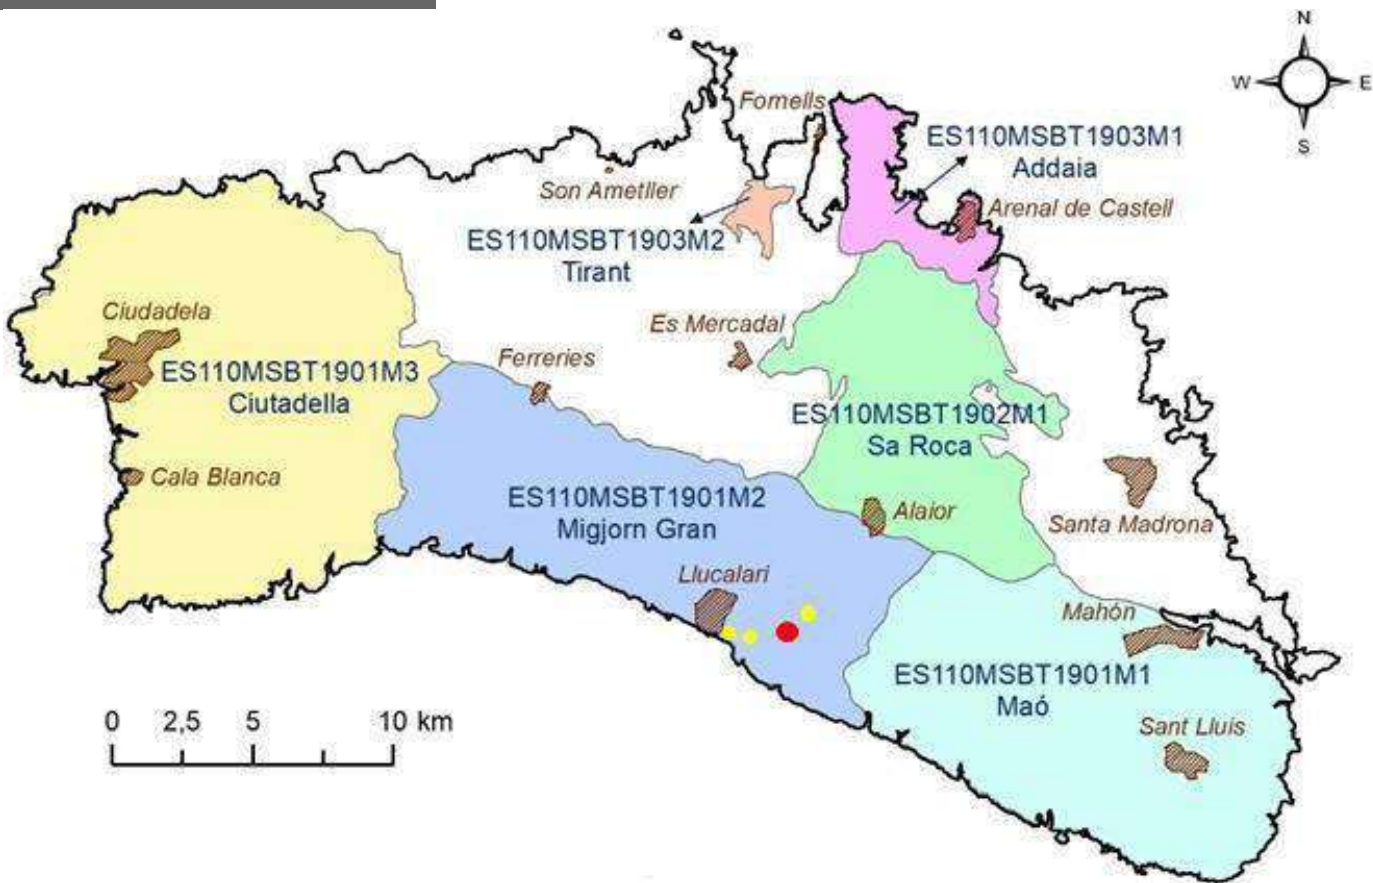 N
W E
S
Fornells
ES110MSBT1903M1
Addaia
Son Ametller
Arenal de Castell
ES110MSBT1903M2
Tirant
Ciudadela
Es Mercadal
Ferreries
ES110MSBT1901M3
Ciutadella
ES110MSBT1902M1
Sa Roca
Cala Blanca
ES110MSBT1901M2
Migjorn Gran
Alaior
Santa Madrona
Llucalari
Mahón
ES110MSBT1901M1
Maó
0 2,5 5 10 km
Sant Lluis